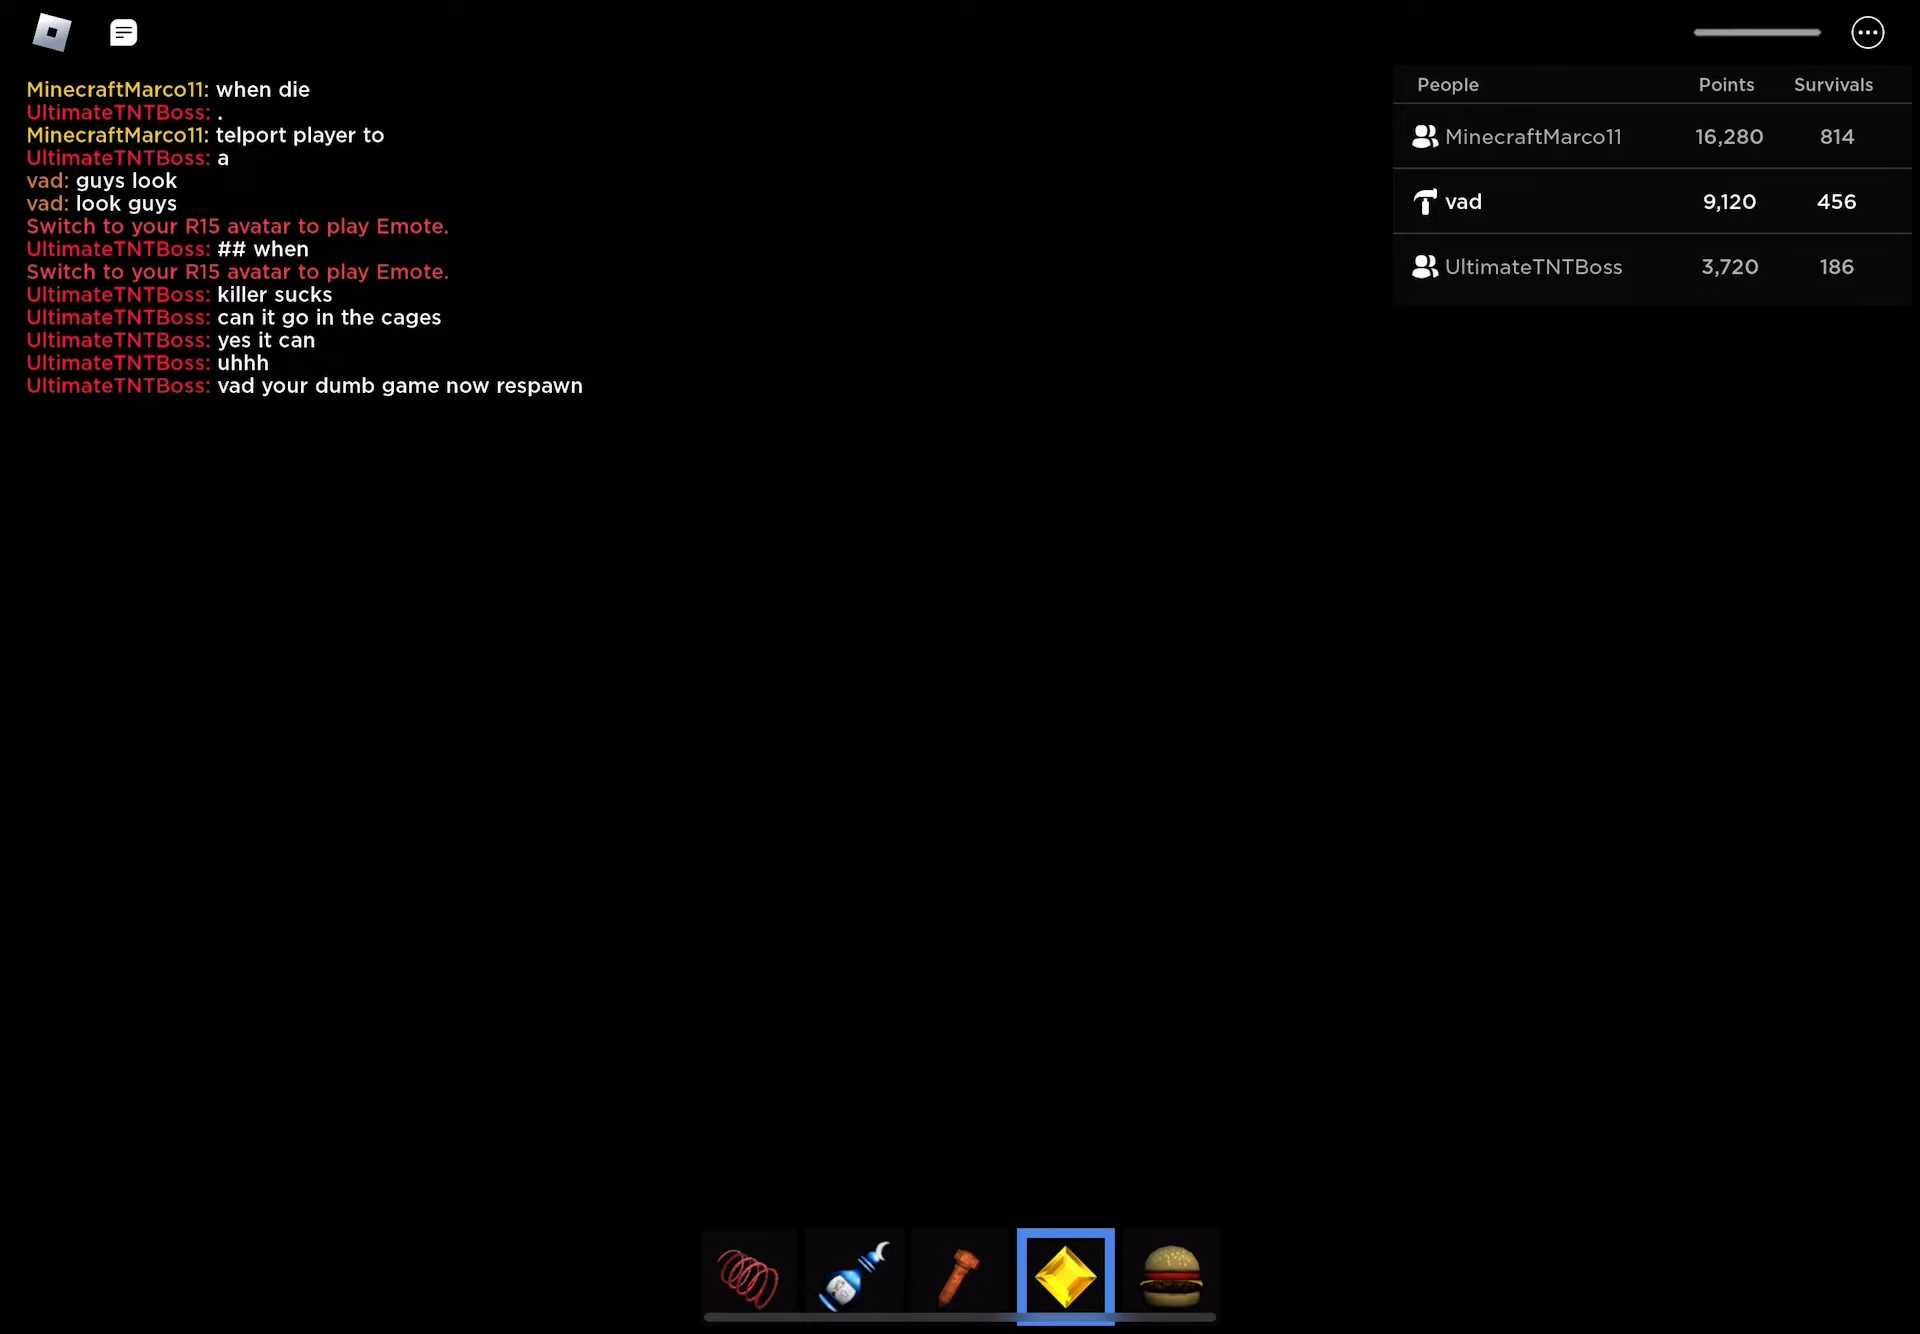 MinecraftMarco11: when die
UltimateTNTBoss: .
MinecraftMarco11: telport player to
UltimateTNTBoss: a
vad: guys look
vad: look guys
Switch to your R15 avatar to play Emote.
UltimateTNTBoss: ## when
Switch to your R15 avatar to play Emote.
UltimateTNTBoss: killer sucks
UltimateTNTBoss: can it go in the cages
UltimateTNTBoss: yes it can
UltimateTNTBoss: uhhh
UltimateTNTBoss: vad your dumb game now respawn
People Points Survivals
MinecraftMarco11 16,280 814
vad 9,120 456
UltimateTNTBoss 3,720 186